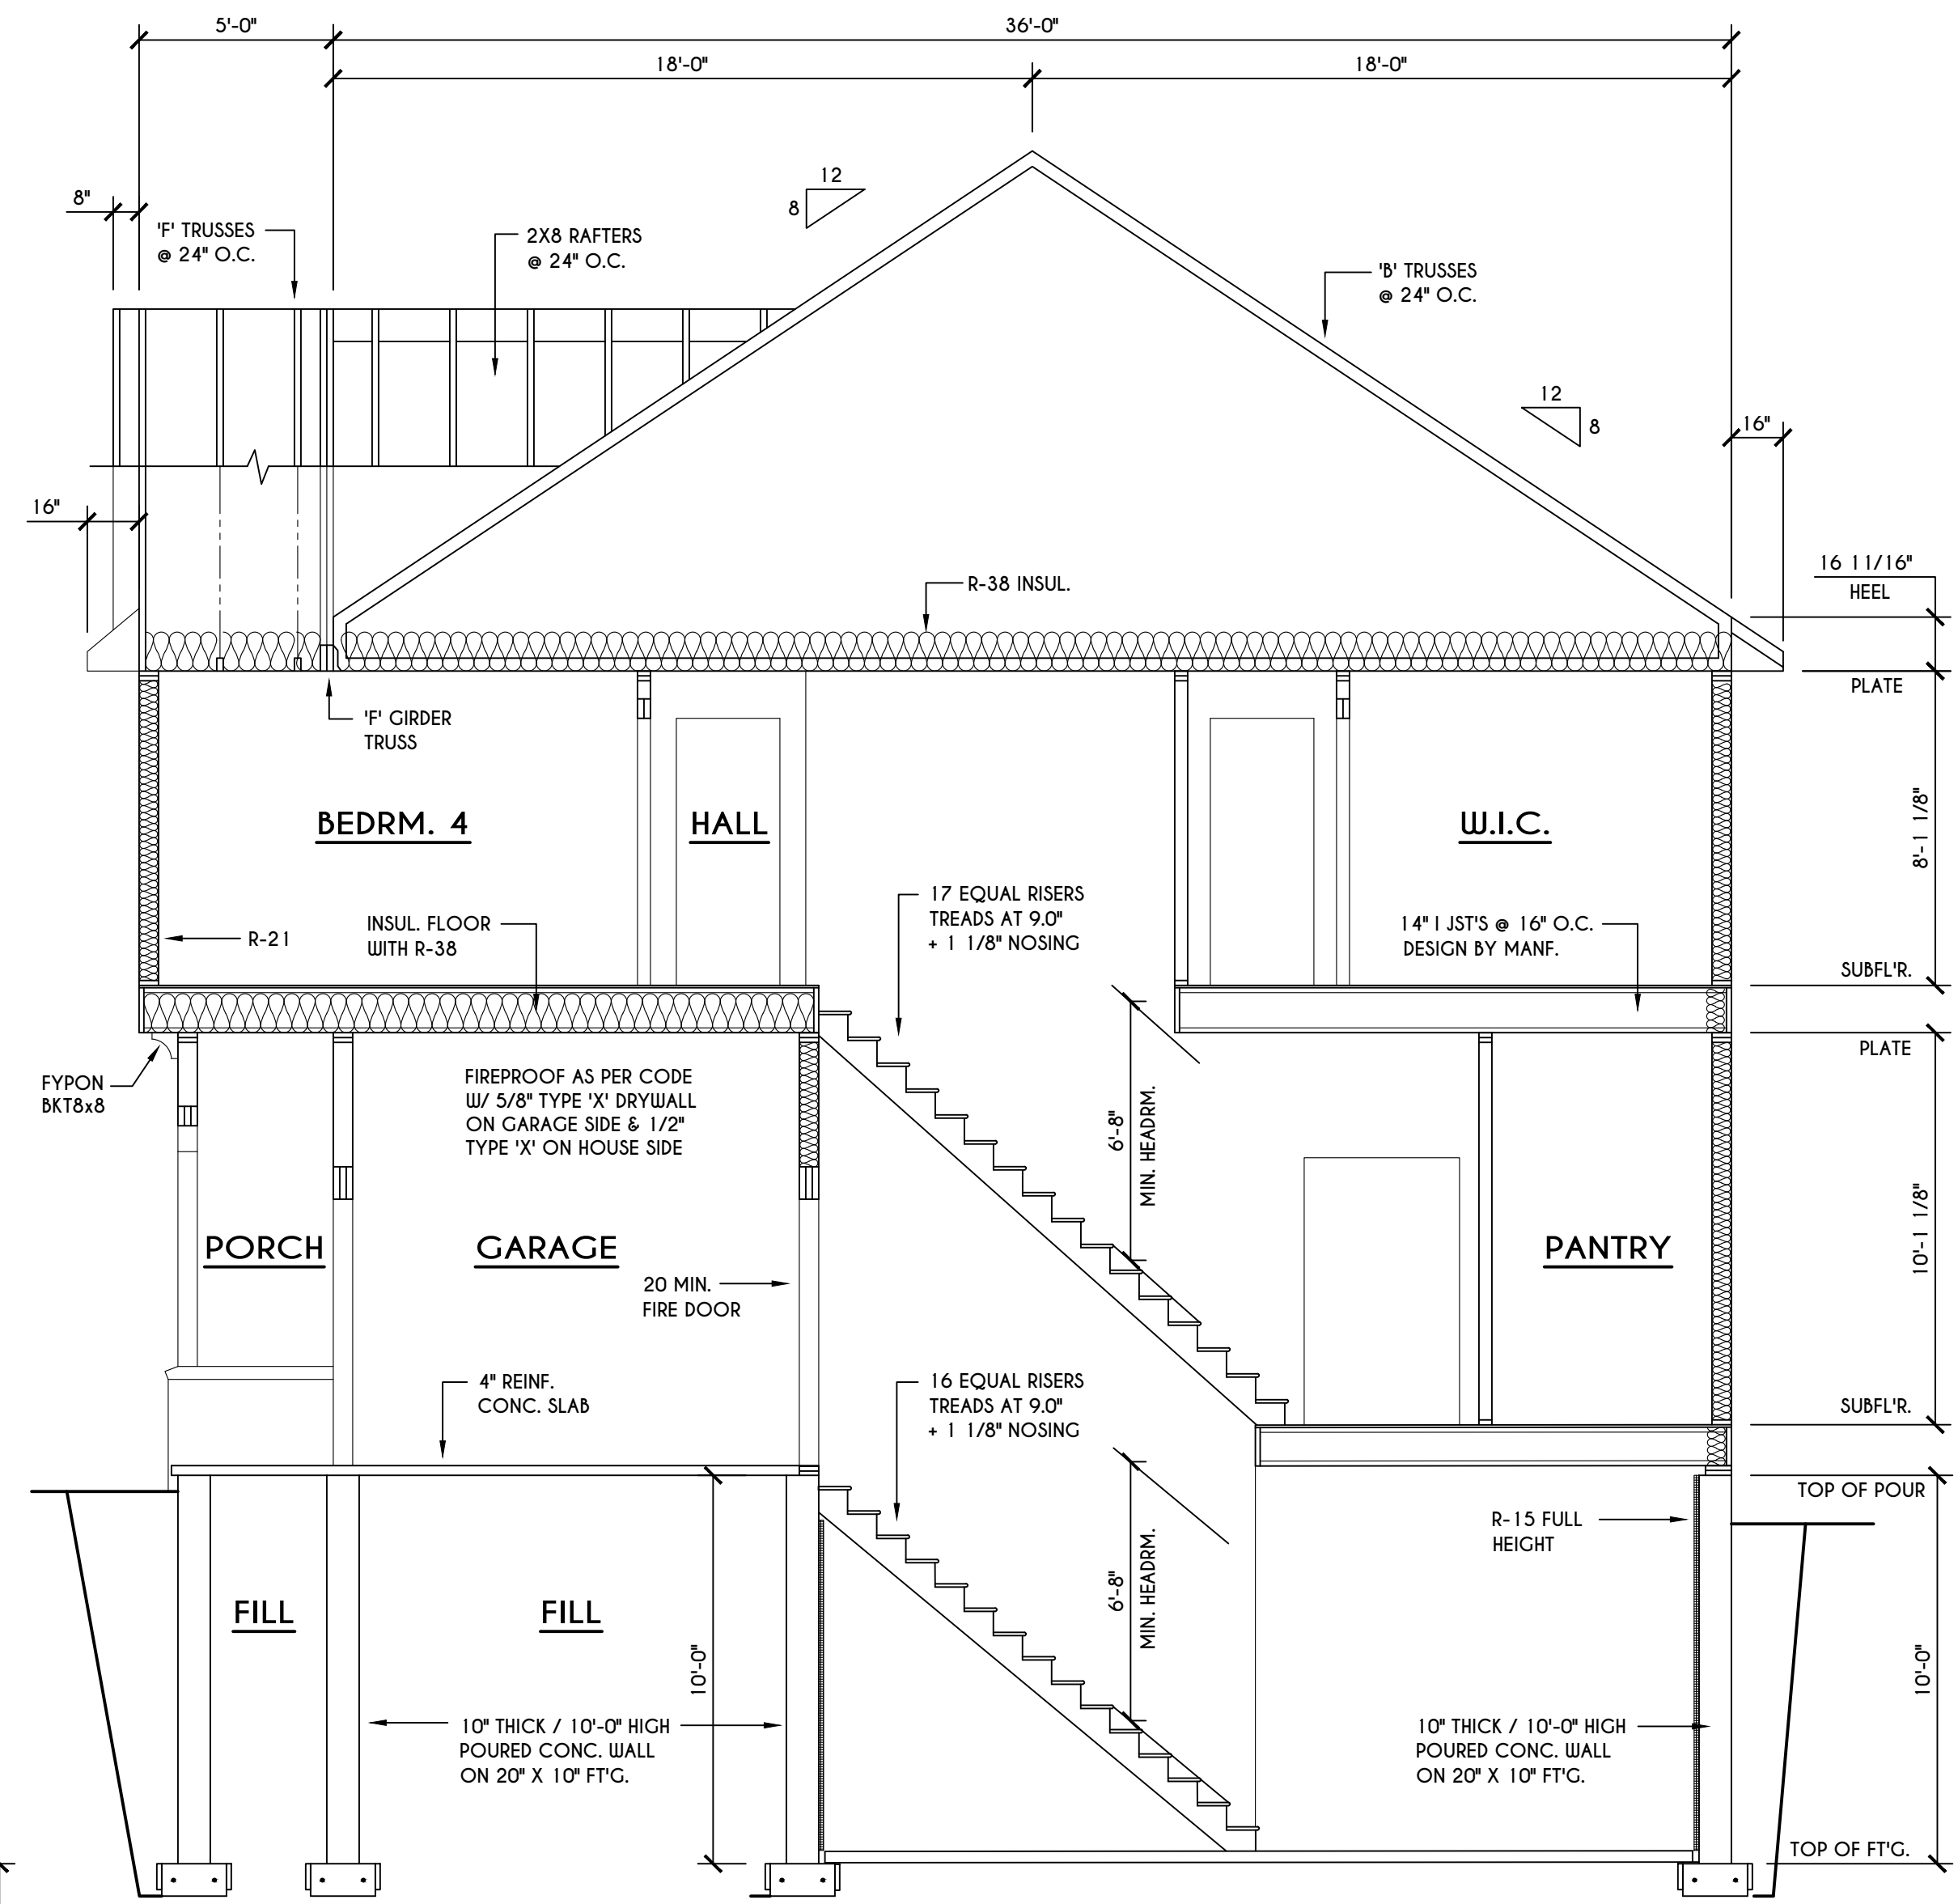 5'-0"
36'-0"
18'-0"
18'-0"
12
8
8"
'F' TRUSSES
@ 24" O.C.
2X8 RAFTERS
@ 24" O.C.
'B' TRUSSES
@ 24" O.C.
12
8
16"
16"
16 11/16"
HEEL
R-38 INSUL.
PLATE
'F' GIRDER
TRUSS
BEDRM. 4
HALL
W.I.C.
8'-1 1/8"
17 EQUAL RISERS
TREADS AT 9.0"
+ 1 1/8" NOSING
INSUL. FLOOR
WITH R-38
R-21
14" I JST'S @ 16" O.C.
DESIGN BY MANF.
SUBFL'R.
PLATE
FYPON
BKT8x8
FIREPROOF AS PER CODE
W/ 5/8" TYPE 'X' DRYWALL
ON GARAGE SIDE & 1/2"
TYPE 'X' ON HOUSE SIDE
6'-8"
MIN. HEADRM.
10'-1 1/8"
PORCH
GARAGE
PANTRY
20 MIN.
FIRE DOOR
4" REINF.
CONC. SLAB
16 EQUAL RISERS
TREADS AT 9.0"
+ 1 1/8" NOSING
SUBFL'R.
TOP OF POUR
R-15 FULL
HEIGHT
6'-8"
MIN. HEADRM.
FILL
FILL
10'-0"
10'-0"
10" THICK / 10'-0" HIGH
POURED CONC. WALL
ON 20" X 10" FT'G.
10" THICK / 10'-0" HIGH
POURED CONC. WALL
ON 20" X 10" FT'G.
TOP OF FT'G.